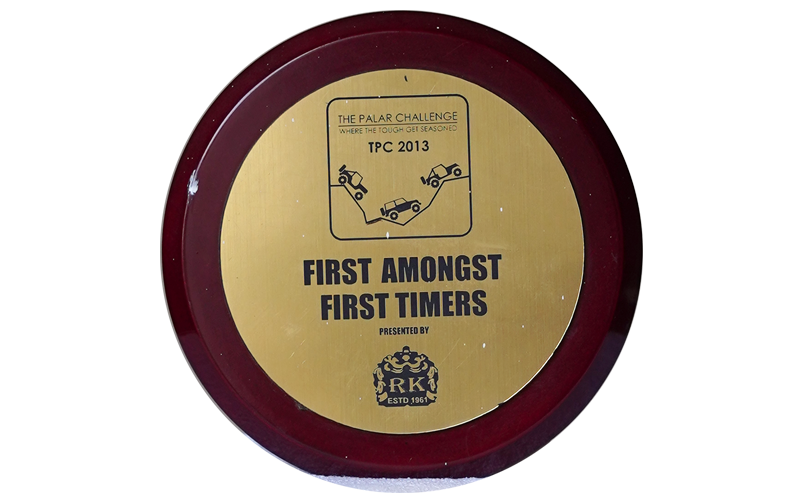 THE PALAR CHALLENGE
WHERE THE TOUGH GET SEASONED
TPC 2013
FIRST AMONGST
FIRST TIMERS
PRESENTED BY
RK
ESTD 1961